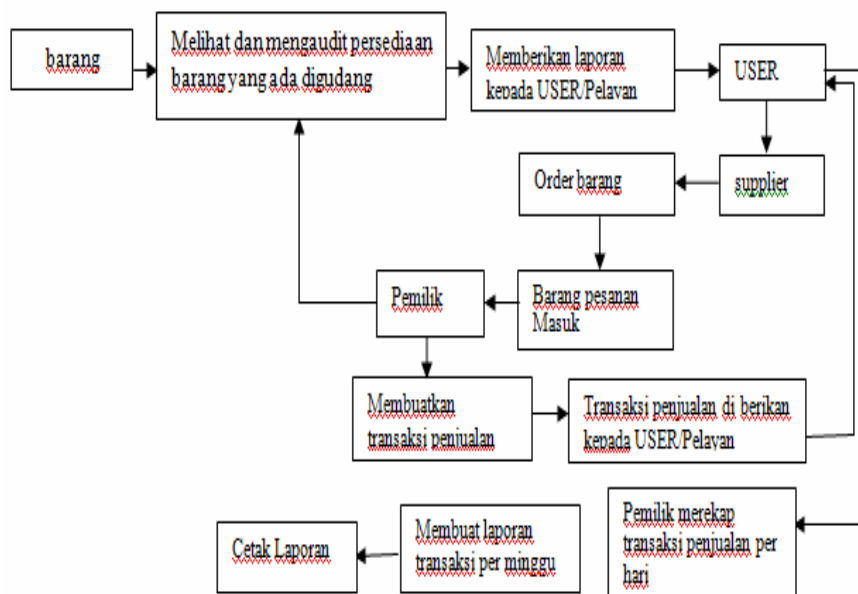 barang
Melihat dan mengaudit persediaan
barang yang ada digudang
Memberikan laporan
kepada USER/Pelayan
USER
Order barang
supplier
Pemilik
Barang pesanan
Masuk
Membuatkan
transaksi penjualan
Transaksi penjualan di berikan
kepada USER/Pelayan
Cetak Laporan
Membuat laporan
transaksi per minggu
Pemilik merekap
transaksi penjualan per
hari